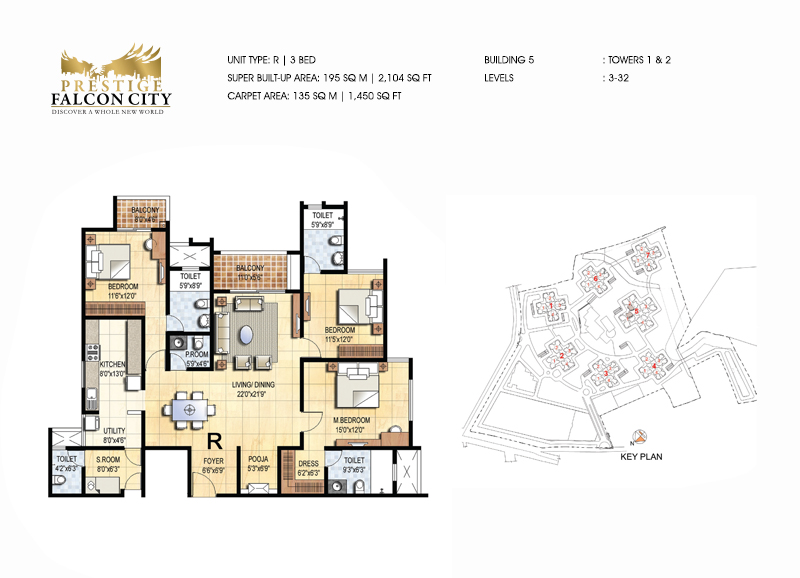 PRESTIGE
FALCON CITY
DISCOVER A WHOLE NEW WORLD
UNIT TYPE: R | 3 BED
SUPER BUILT-UP AREA: 195 SQ M | 2,104 SQ FT
CARPET AREA: 135 SQ M | 1,450 SQ FT
BUILDING 5 : TOWERS 1 & 2
LEVELS : 3-32
BALCONY
6'0"x4'6"
TOILET
5'9"x8'9"
BEDROOM
11'6"x12'0"
TOILET
5'9"x8'9"
BALCONY
11'0"x5'6"
BEDROOM
11'5"x12'0"
P.ROOM
5'9"x4'6"
KITCHEN
8'0"x13'0"
LIVING/ DINING
22'0"x21'9"
M.BEDROOM
15'0"x12'0"
UTILITY
8'0"x4'6"
R
TOILET
4'2"x6'3"
S.ROOM
8'0"x6'3"
FOYER
6'6"x6'9"
POOJA
5'3"x6'9"
DRESS
6'2"x6'3"
TOILET
9'3"x6'3"
7
6
1
5
2
3
4
N
KEY PLAN